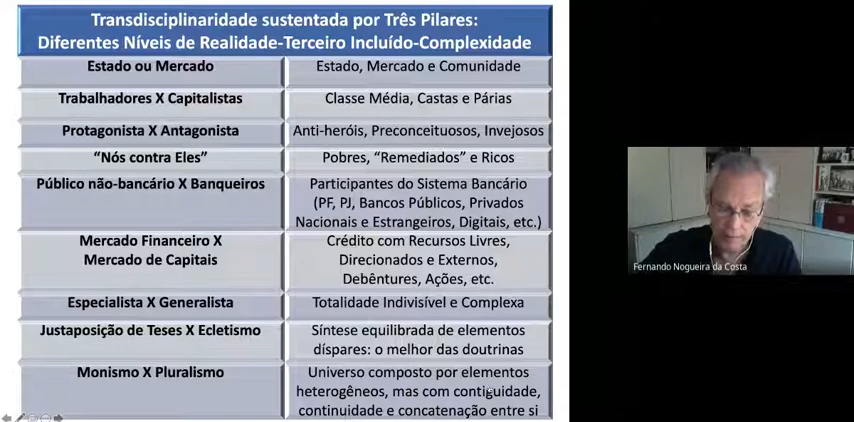 Transdisciplinaridade sustentada por Três Pilares:
Diferentes Níveis de Realidade-Terceiro Incluído-Complexidade
Estado ou Mercado
Estado, Mercado e Comunidade
Trabalhadores X Capitalistas
Classe Média, Castas e Párias
Protagonista X Antagonista
Anti-heróis, Preconceituosos, Invejosos
“Nós contra Eles”
Pobres, “Remediados” e Ricos
Público não-bancário X Banqueiros
Participantes do Sistema Bancário
(PF, PJ, Bancos Públicos, Privados
Nacionais e Estrangeiros, Digitais, etc.)
Mercado Financeiro X
Mercado de Capitais
Crédito com Recursos Livres,
Direcionados e Externos,
Debêntures, Ações, etc.
Especialista X Generalista
Totalidade Indivisível e Complexa
Justaposição de Teses X Ecletismo
Síntese equilibrada de elementos
díspares: o melhor das doutrinas
Monismo X Pluralismo
Universo composto por elementos
heterogêneos, mas com contiguidade,
continuidade e concatenação entre si
Fernando Nogueira da Costa